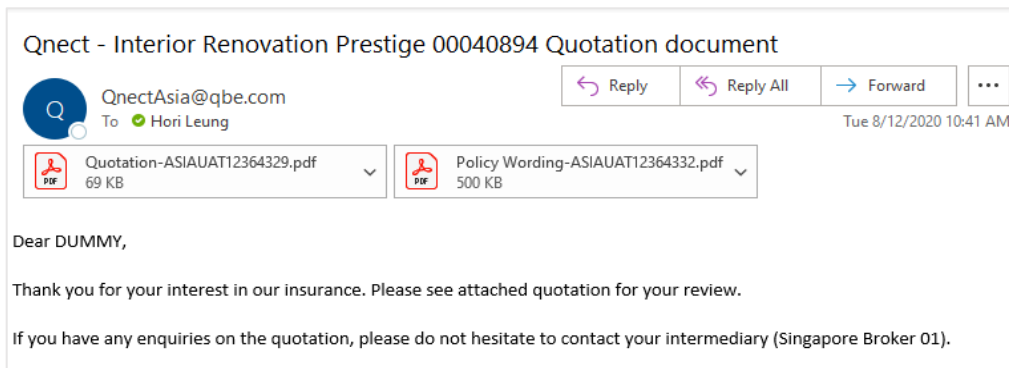 Qnect - Interior Renovation Prestige 00040894 Quotation document
Q
QnectAsia@qbe.com
Reply
Reply All
Forward
...
To Hori Leung
Tue 8/12/2020 10:41 AM
PDF
Quotation-ASIAUAT12364329.pdf
69 KB
PDF
Policy Wording-ASIAUAT12364332.pdf
500 KB
Dear DUMMY,
Thank you for your interest in our insurance. Please see attached quotation for your review.
If you have any enquiries on the quotation, please do not hesitate to contact your intermediary (Singapore Broker 01).